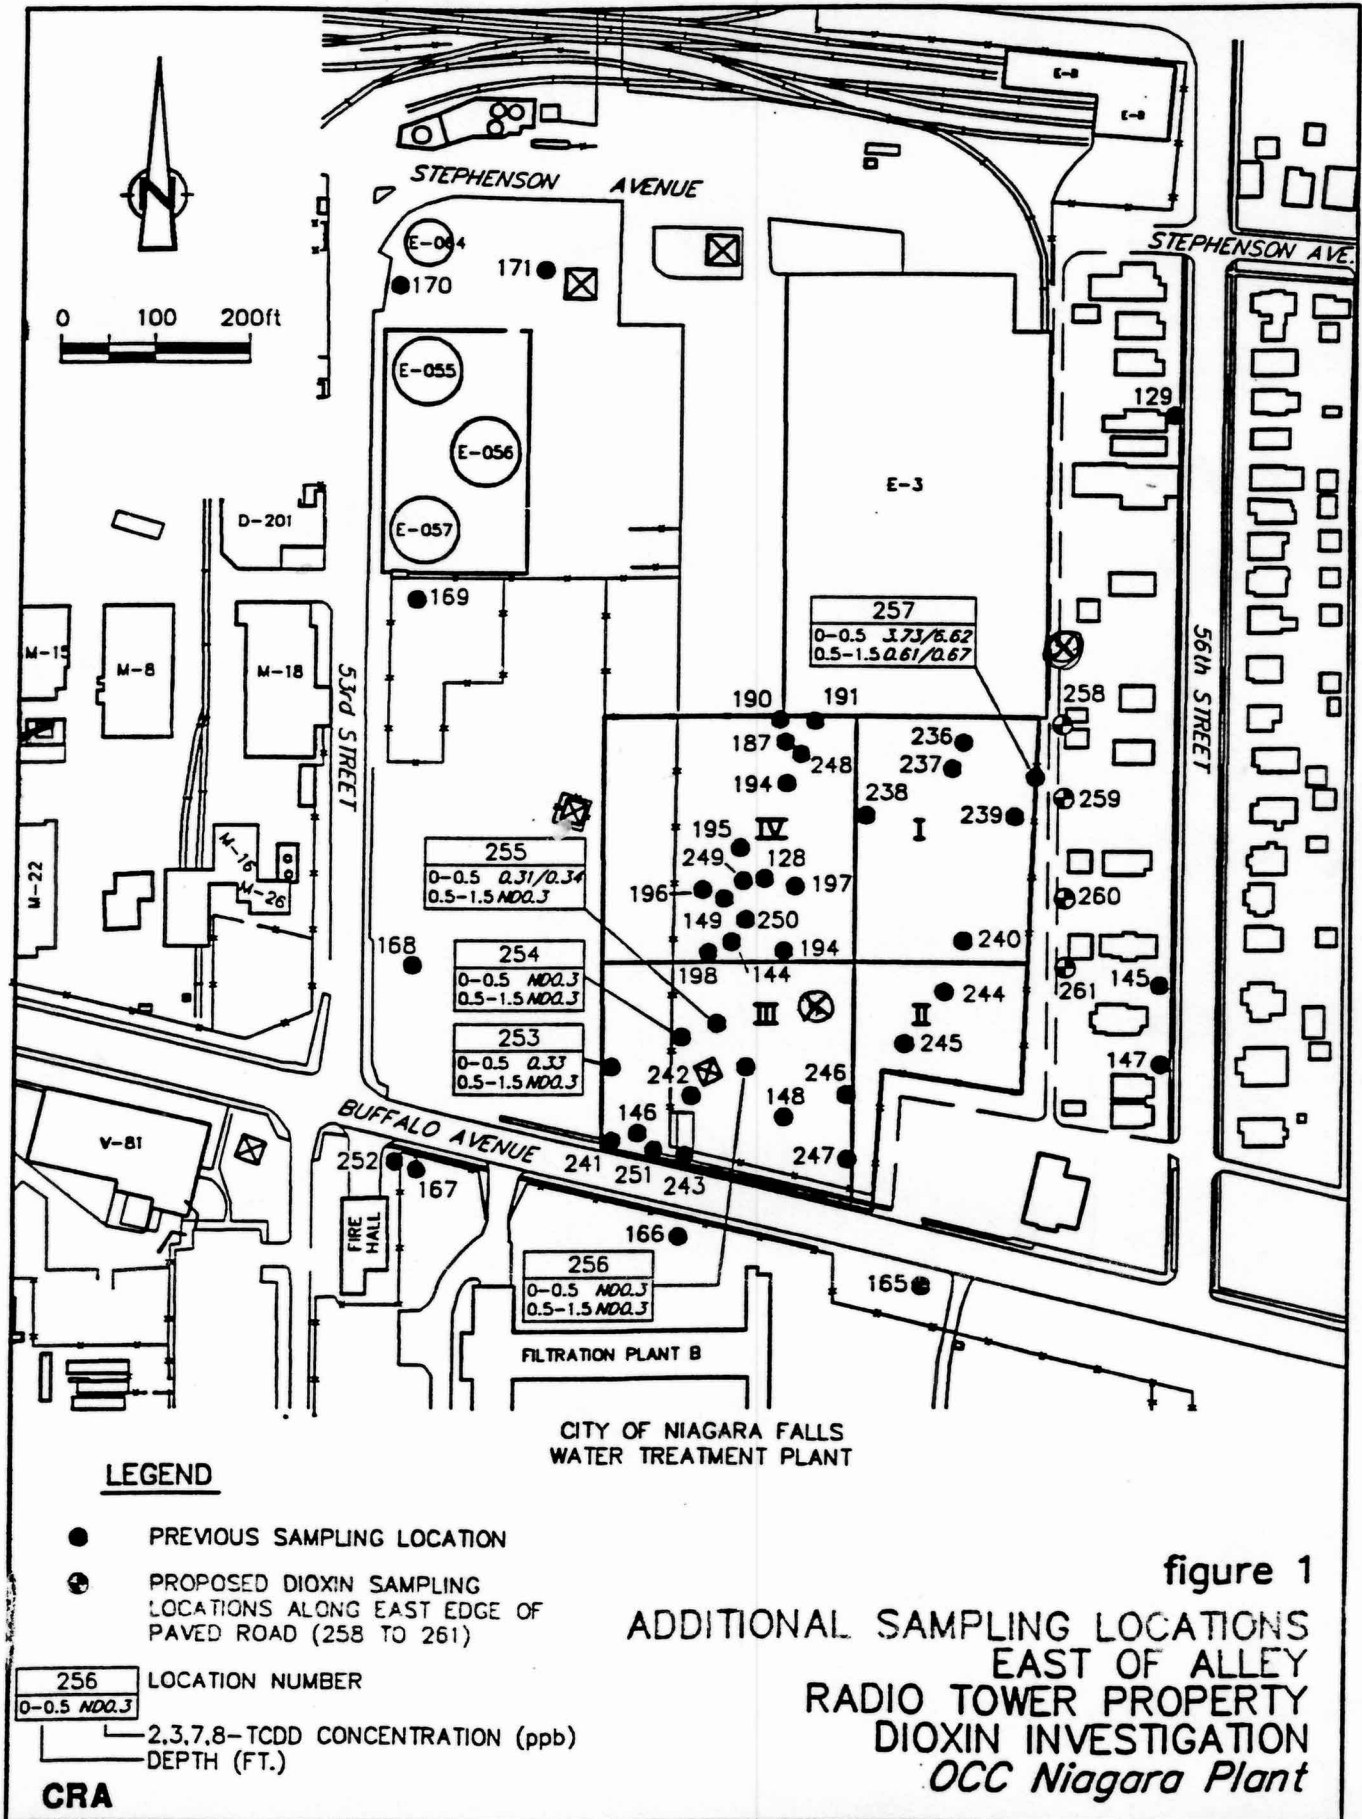 E-8
E-8
STEPHENSON AVENUE
STEPHENSON AVE.
N
E-064
171
170
0 100 200ft
E-055
129
E-056
E-3
D-201
E-057
169
257
0-0.5 3.73/6.62
0.5-1.5 0.61/0.67
M-15
M-8
M-18
53rd STREET
56th STREET
258
190
191
187
236
248
237
194
259
238
239
IV
I
195
M-16
255
0-0.5 0.31/0.34
0.5-1.5 ND0.3
249
128
M-22
M-26
196
197
260
149
250
168
254
0-0.5 ND0.3
0.5-1.5 ND0.3
194
240
198
144
261
145
244
III
II
253
0-0.5 0.33
0.5-1.5 ND0.3
245
147
242
246
148
BUFFALO AVENUE
V-81
146
241
251
243
247
252
167
FIRE
HALL
166
256
0-0.5 ND0.3
0.5-1.5 ND0.3
165
FILTRATION PLANT B
CITY OF NIAGARA FALLS
WATER TREATMENT PLANT
LEGEND
PREVIOUS SAMPLING LOCATION
PROPOSED DIOXIN SAMPLING
LOCATIONS ALONG EAST EDGE OF
PAVED ROAD (258 TO 261)
256
0-0.5 ND0.3
LOCATION NUMBER
2,3,7,8-TCDD CONCENTRATION (ppb)
DEPTH (FT.)
CRA
figure 1
ADDITIONAL SAMPLING LOCATIONS
EAST OF ALLEY
RADIO TOWER PROPERTY
DIOXIN INVESTIGATION
OCC Niagara Plant